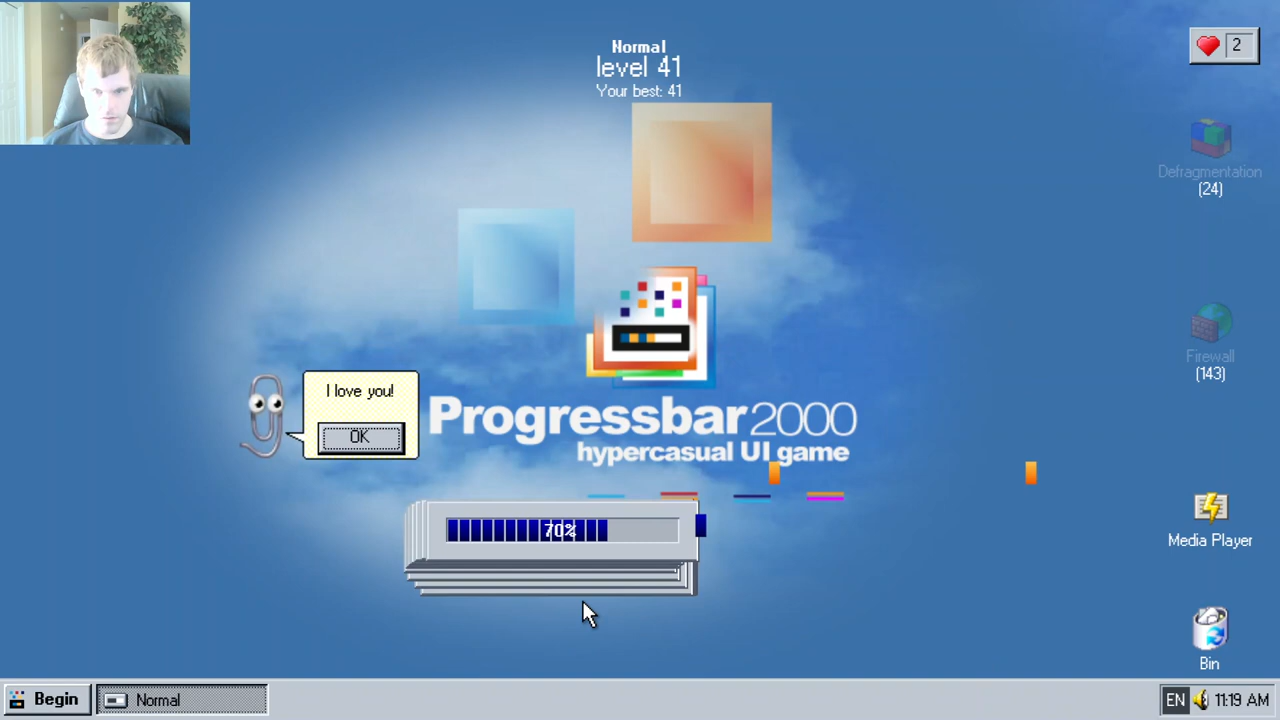 Normal
level 41
Your best: 41
2
Defragmentation
(24)
Firewall
(143)
I love you!
OK
Progressbar2000
hypercasual UI game
70%
Media Player
Bin
Begin
Normal
EN
11:19 AM